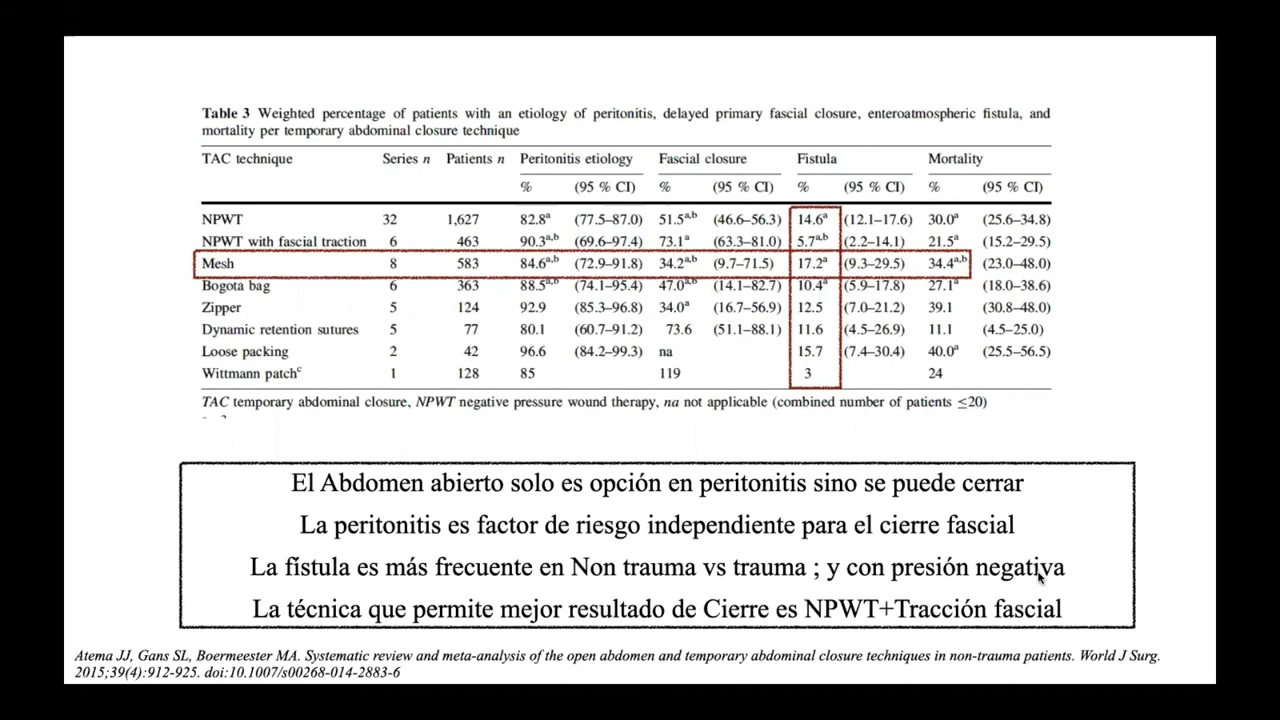 Table 3 Weighted percentage of patients with an etiology of peritonitis, delayed primary fascial closure, enteroatmospheric fistula, and
mortality per temporary abdominal closure technique
TAC technique Series n Patients n Peritonitis etiology Fascial closure Fistula Mortality
% (95 % CI) % (95 % CI) % (95 % CI) % (95 % CI)
NPWT 32 1,627 82.8a (77.5–87.0) 51.5a,b (46.6–56.3) 14.6a (12.1–17.6) 30.0a (25.6–34.8)
NPWT with fascial traction 6 463 90.3a,b (69.6–97.4) 73.1a (63.3–81.0) 5.7a,b (2.2–14.1) 21.5a (15.2–29.5)
Mesh 8 583 84.6a,b (72.9–91.8) 34.2a,b (9.7–71.5) 17.2a (9.3–29.5) 34.4a,b (23.0–48.0)
Bogota bag 6 363 88.5a,b (74.1–95.4) 47.0a,b (14.1–82.7) 10.4a (5.9–17.8) 27.1a (18.0–38.6)
Zipper 5 124 92.9 (85.3–96.8) 34.0a (16.7–56.9) 12.5 (7.0–21.2) 39.1 (30.8–48.0)
Dynamic retention sutures 5 77 80.1 (60.7–91.2) 73.6 (51.1–88.1) 11.6 (4.5–26.9) 11.1 (4.5–25.0)
Loose packing 2 42 96.6 (84.2–99.3) na 15.7 (7.4–30.4) 40.0a (25.5–56.5)
Wittmann patchc 1 128 85 119 3 24
TAC temporary abdominal closure, NPWT negative pressure wound therapy, na not applicable (combined number of patients ≤20)
El Abdomen abierto solo es opción en peritonitis sino se puede cerrar
La peritonitis es factor de riesgo independiente para el cierre fascial
La fístula es más frecuente en Non trauma vs trauma ; y con presión negativa
La técnica que permite mejor resultado de Cierre es NPWT+Tracción fascial
Atema JJ, Gans SL, Boermeester MA. Systematic review and meta-analysis of the open abdomen and temporary abdominal closure techniques in non-trauma patients. World J Surg.
2015;39(4):912-925. doi:10.1007/s00268-014-2883-6